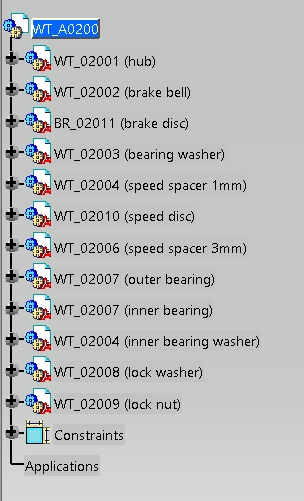 WT_A0200
WT_02001 (hub)
WT_02002 (brake bell)
BR_02011 (brake disc)
WT_02003 (bearing washer)
WT_02004 (speed spacer 1mm)
WT_02010 (speed disc)
WT_02006 (speed spacer 3mm)
WT_02007 (outer bearing)
WT_02007 (inner bearing)
WT_02004 (inner bearing washer)
WT_02008 (lock washer)
WT_02009 (lock nut)
Constraints
Applications